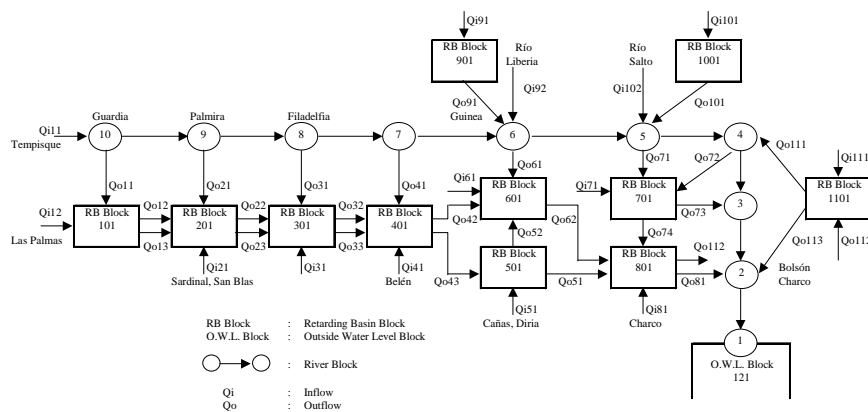 Qi91
Qi101
RB Block
901
Río
Liberia
Río
Salto
RB Block
1001
Qi92
Qi102
Qo91
Guinea
Qo101
Guardia
Palmira
Filadelfia
Qi11
Tempisque
10
9
8
7
6
5
4
Qo111
Qo11
Qo21
Qo31
Qo41
Qo61
Qo71
Qo72
Qi111
Qi61
Qi71
Qi12
Las Palmas
RB Block
101
Qo12
Qo13
RB Block
201
Qo22
Qo23
RB Block
301
Qo32
Qo33
RB Block
401
Qo42
RB Block
601
Qo62
RB Block
701
Qo73
3
RB Block
1101
Qo52
Qo74
Qo112
Qo113
Qo112
Qi21
Sardinal, San Blas
Qi31
Qi41
Belén
Qo43
RB Block
501
Qo51
RB Block
801
Qo81
2
Bolsón
Charco
Qi51
Cañas, Diria
Qi81
Charco
RB Block : Retarding Basin Block
O.W.L. Block : Outside Water Level Block
River Block
:
Qi : Inflow
Qo : Outflow
1
O.W.L. Block
121